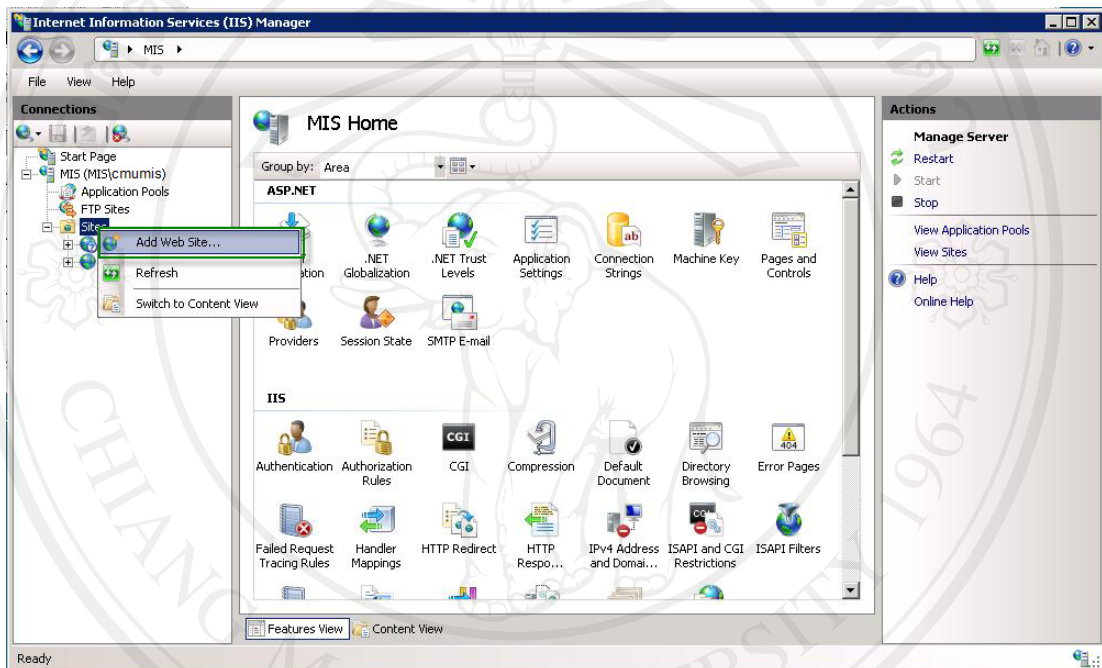 Internet Information Services (IIS) Manager
MIS
File View Help
Connections
Start Page
MIS (MIS\cmumis)
Application Pools
FTP Sites
Sites
Add Web Site...
Refresh
Switch to Content View
MIS Home
Group by: Area
ASP.NET
ation
.NET Globalization
.NET Trust Levels
Application Settings
Connection Strings
Machine Key
Pages and Controls
Providers
Session State
SMTP E-mail
IIS
Authentication
Authorization Rules
CGI
Compression
Default Document
Directory Browsing
Error Pages
Failed Request Tracing Rules
Handler Mappings
HTTP Redirect
HTTP Respo...
IPv4 Address and Domai...
ISAPI and CGI Restrictions
ISAPI Filters
Features View
Content View
Actions
Manage Server
Restart
Start
Stop
View Application Pools
View Sites
Help
Online Help
Ready
CHIANG MAI UNIVERSITY 1964